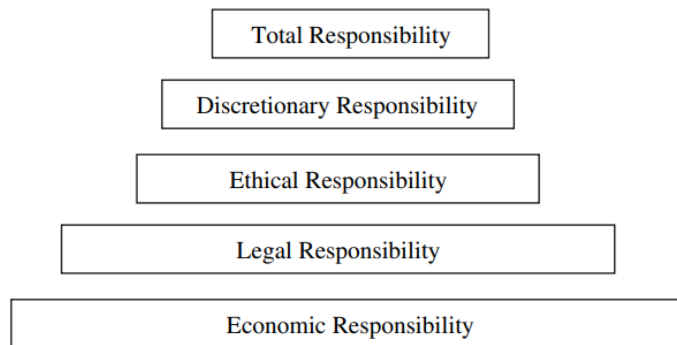 Total Responsibility
Discretionary Responsibility
Ethical Responsibility
Legal Responsibility
Economic Responsibility